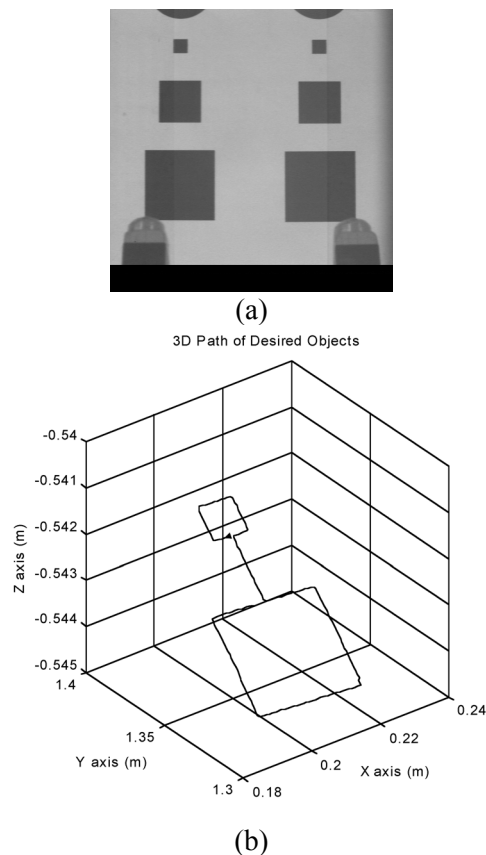 (a)
3D Path of Desired Objects
-0.54
-0.541
-0.542
-0.543
-0.544
-0.545
Z axis (m)
1.4
1.35
1.3
Y axis (m)
0.18
0.2
0.22
0.24
X axis (m)
(b)